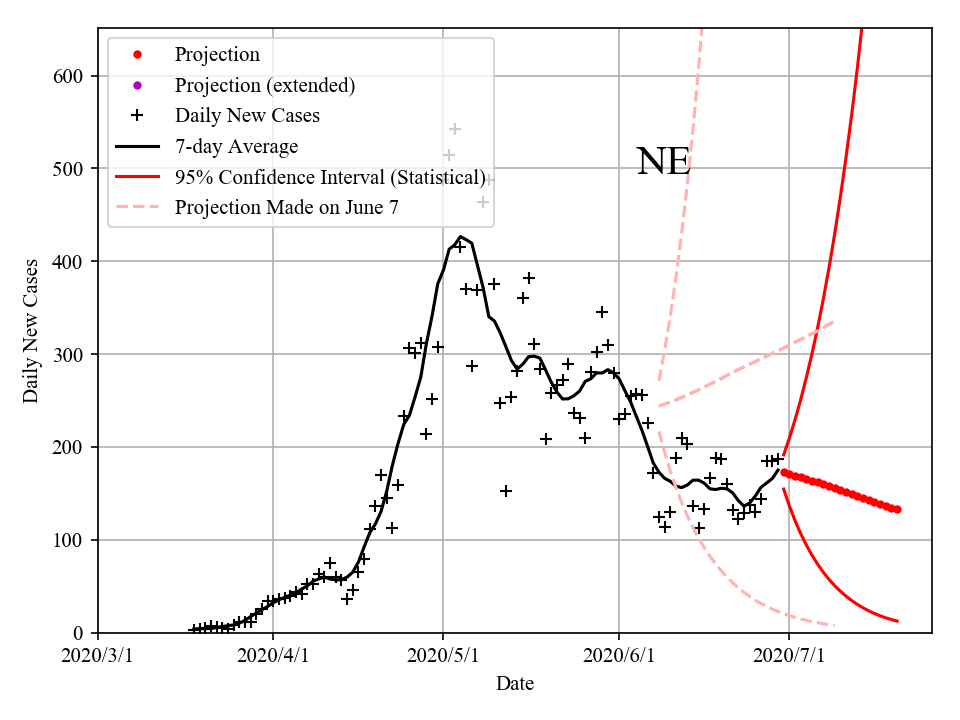 Projection
Projection (extended)
Daily New Cases
7-day Average
95% Confidence Interval (Statistical)
Projection Made on June 7
NE
600
500
400
300
200
100
0
Daily New Cases
2020/3/1
2020/4/1
2020/5/1
2020/6/1
2020/7/1
Date